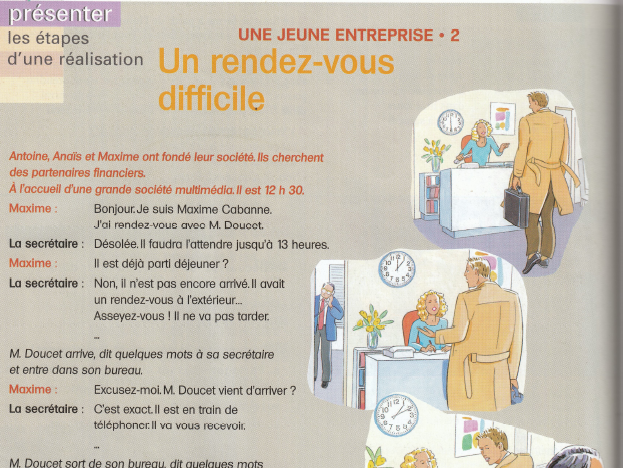 présenter
les étapes
d'une réalisation
UNE JEUNE ENTREPRISE • 2
Un rendez-vous
difficile
Antoine, Anaïs et Maxime ont fondé leur société. Ils cherchent
des partenaires financiers.
À l'accueil d'une grande société multimédia. Il est 12 h 30.
Maxime : Bonjour. Je suis Maxime Cabanne.
J'ai rendez-vous avec M. Doucet.
La secrétaire : Désolée. Il faudra l'attendre jusqu'à 13 heures.
Maxime : Il est déjà parti déjeuner ?
La secrétaire : Non, il n'est pas encore arrivé. Il avait
un rendez-vous à l'extérieur...
Asseyez-vous ! Il ne va pas tarder.
...
M. Doucet arrive, dit quelques mots à sa secrétaire
et entre dans son bureau.
Maxime : Excusez-moi. M. Doucet vient d'arriver ?
La secrétaire : C'est exact. Il est en train de
téléphoner. Il va vous recevoir.
...
M. Doucet sort de son bureau, dit quelques mots